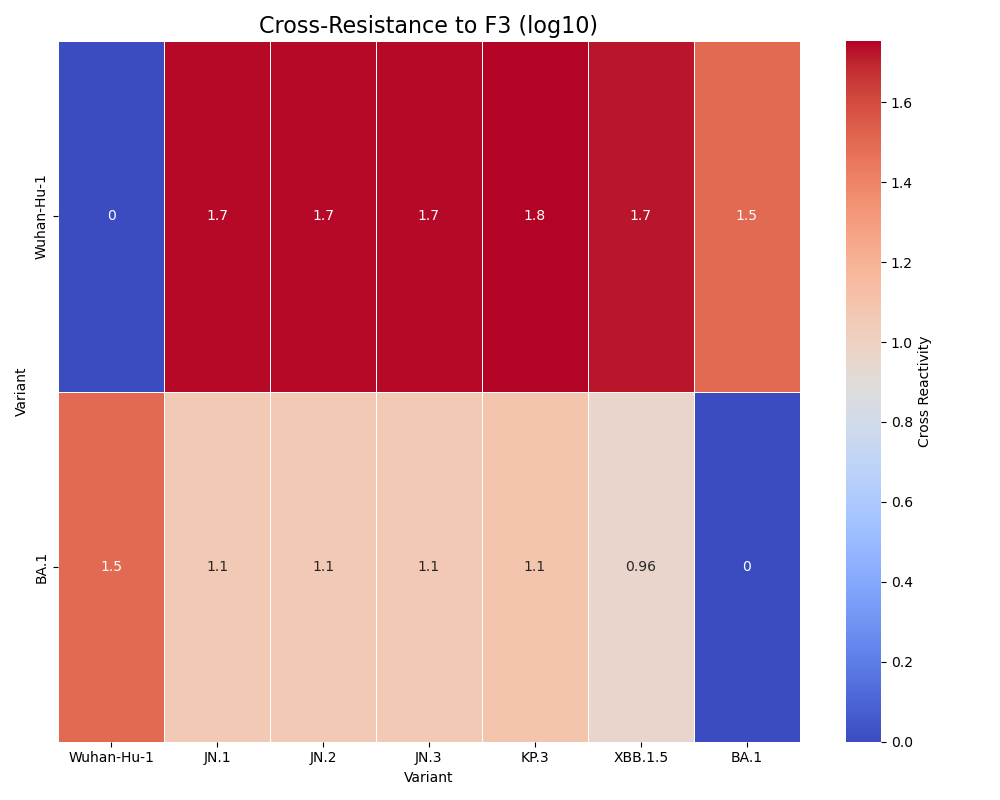 Cross-Resistance to F3 (log10)
Wuhan-Hu-1
0 1.7 1.7 1.7 1.8 1.7 1.5
BA.1
1.5 1.1 1.1 1.1 1.1 0.96 0
Variant
Wuhan-Hu-1 JN.1 JN.2 JN.3 KP.3 XBB.1.5 BA.1
Variant
1.6
1.4
1.2
1.0
0.8
0.6
0.4
0.2
0.0
Cross Reactivity